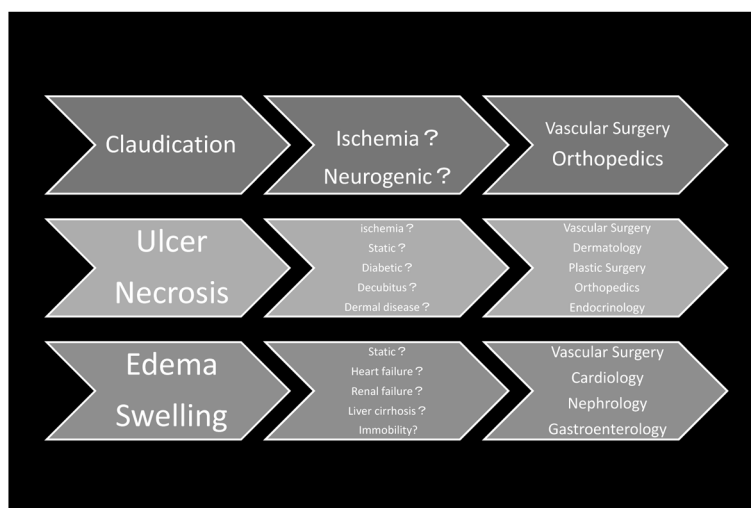 Claudication
Ischemia？
Neurogenic？
Vascular Surgery
Orthopedics
Ulcer
Necrosis
ischemia？
Static？
Diabetic？
Decubitus？
Dermal disease？
Vascular Surgery
Dermatology
Plastic Surgery
Orthopedics
Endocrinology
Edema
Swelling
Static？
Heart failure？
Renal failure？
Liver cirrhosis？
Immobility?
Vascular Surgery
Cardiology
Nephrology
Gastroenterology